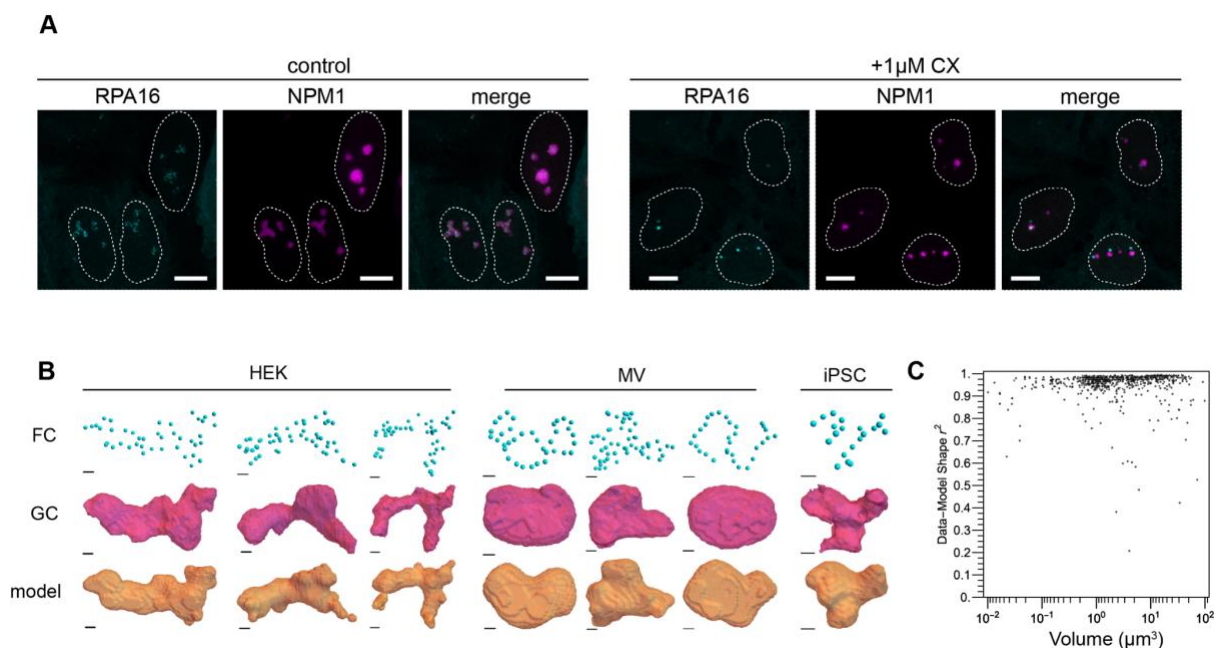 A
control
+1µM CX
RPA16 NPM1 merge
RPA16 NPM1 merge
B
HEK
MV
iPSC
C
FC
GC
model
Data-Model Shape r²
1.
0.9
0.8
0.7
0.6
0.5
0.4
0.3
0.2
0.1
0.
10⁻² 10⁻¹ 10⁰ 10¹ 10²
Volume (µm³)